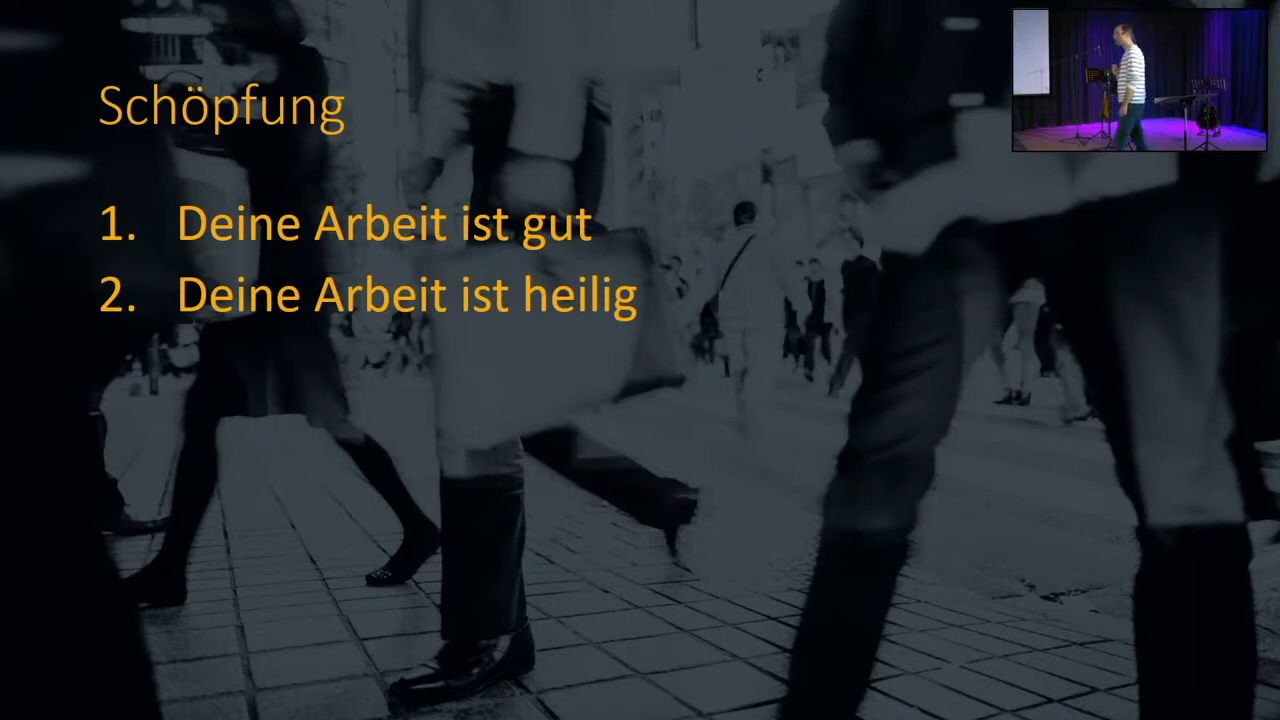 Schöpfung
1. Deine Arbeit ist gut
2. Deine Arbeit ist heilig